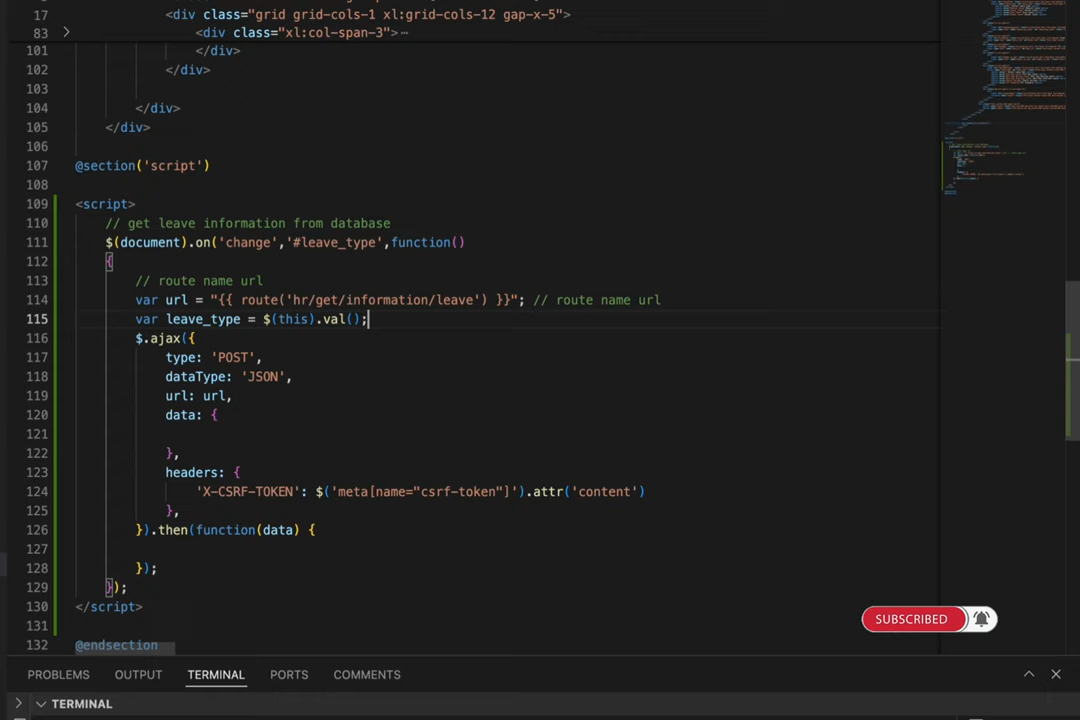 17 <div class="grid grid-cols-1 xl:grid-cols-12 gap-x-5">
83 <div class="xl:col-span-3">
101 </div>
102 </div>
103
104 </div>
105 </div>
106
107 @section('script')
108
109 <script>
110 // get leave information from database
111 $(document).on('change','#leave_type',function()
112 {
113 // route name url
114 var url = "{{ route('hr/get/information/leave') }}"; // route name url
115 var leave_type = $(this).val();
116 $.ajax({
117 type: 'POST',
118 dataType: 'JSON',
119 url: url,
120 data: {
121
122 },
123 headers: {
124 'X-CSRF-TOKEN': $('meta[name="csrf-token"]').attr('content')
125 },
126 }).then(function(data) {
127
128 });
129 });
130 </script>
131
132 @endsection
SUBSCRIBED
PROBLEMS OUTPUT TERMINAL PORTS COMMENTS
TERMINAL